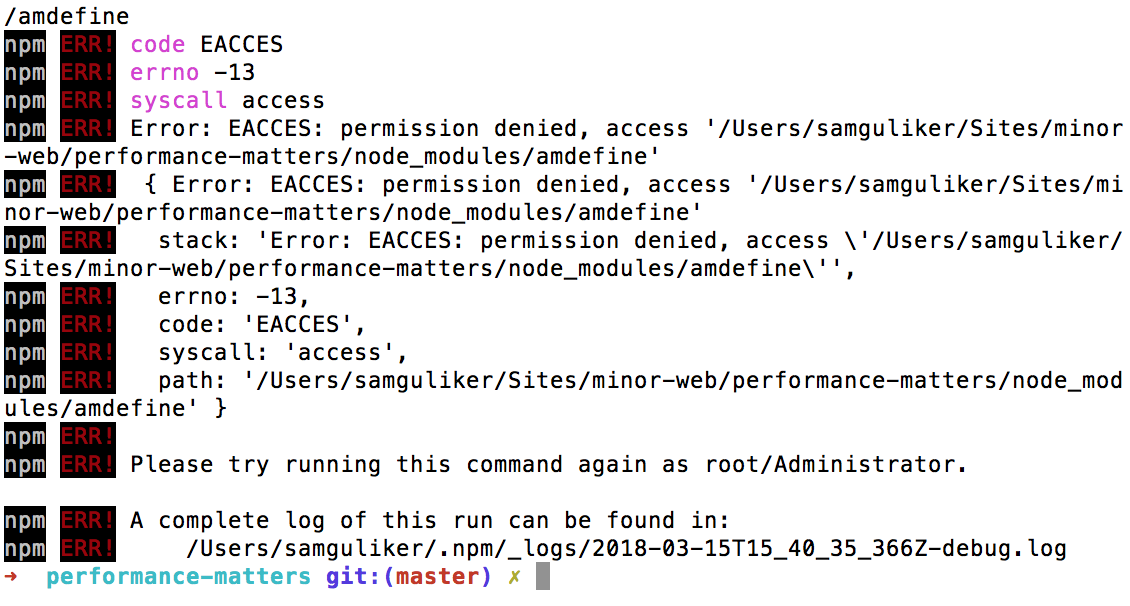 /amdefine
npm ERR! code EACCES
npm ERR! errno -13
npm ERR! syscall access
npm ERR! Error: EACCES: permission denied, access '/Users/samguliker/Sites/minor
-web/performance-matters/node_modules/amdefine'
npm ERR!  { Error: EACCES: permission denied, access '/Users/samguliker/Sites/mi
nor-web/performance-matters/node_modules/amdefine'
npm ERR!   stack: 'Error: EACCES: permission denied, access \'/Users/samguliker/
Sites/minor-web/performance-matters/node_modules/amdefine\'',
npm ERR!   errno: -13,
npm ERR!   code: 'EACCES',
npm ERR!   syscall: 'access',
npm ERR!   path: '/Users/samguliker/Sites/minor-web/performance-matters/node_mod
ules/amdefine' }
npm ERR!
npm ERR! Please try running this command again as root/Administrator.
npm ERR! A complete log of this run can be found in:
npm ERR!     /Users/samguliker/.npm/_logs/2018-03-15T15_40_35_366Z-debug.log
➜  performance-matters git:(master) ✗